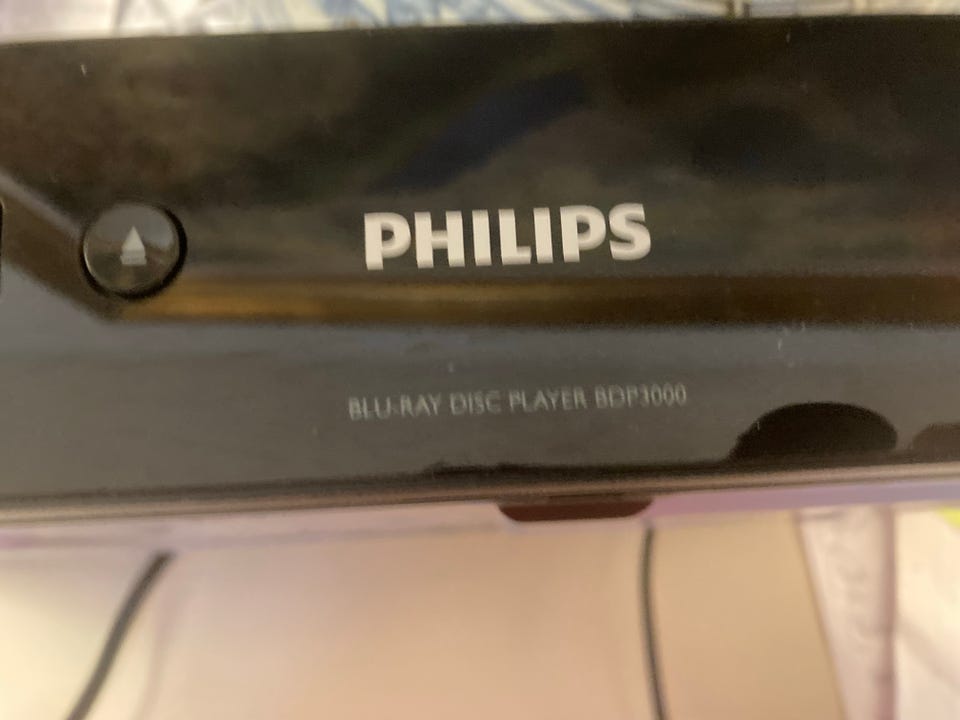 PHILIPS
BLU-RAY DISC PLAYER BDP3000